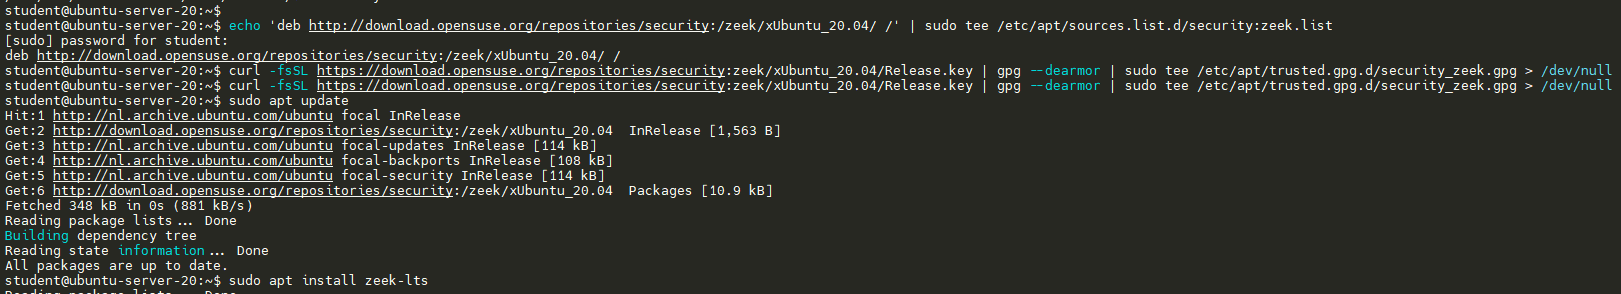 student@ubuntu-server-20:~$
student@ubuntu-server-20:~$ echo 'deb http://download.opensuse.org/repositories/security:/zeek/xUbuntu_20.04/ /' | sudo tee /etc/apt/sources.list.d/security:zeek.list
[sudo] password for student:
deb http://download.opensuse.org/repositories/security:/zeek/xUbuntu_20.04/ /
student@ubuntu-server-20:~$ curl -fsSL https://download.opensuse.org/repositories/security:zeek/xUbuntu_20.04/Release.key | gpg --dearmor | sudo tee /etc/apt/trusted.gpg.d/security_zeek.gpg > /dev/null
student@ubuntu-server-20:~$ curl -fsSL https://download.opensuse.org/repositories/security:zeek/xUbuntu_20.04/Release.key | gpg --dearmor | sudo tee /etc/apt/trusted.gpg.d/security_zeek.gpg > /dev/null
student@ubuntu-server-20:~$ sudo apt update
Hit:1 http://nl.archive.ubuntu.com/ubuntu focal InRelease
Get:2 http://download.opensuse.org/repositories/security:/zeek/xUbuntu_20.04  InRelease [1,563 B]
Get:3 http://nl.archive.ubuntu.com/ubuntu focal-updates InRelease [114 kB]
Get:4 http://nl.archive.ubuntu.com/ubuntu focal-backports InRelease [108 kB]
Get:5 http://nl.archive.ubuntu.com/ubuntu focal-security InRelease [114 kB]
Get:6 http://download.opensuse.org/repositories/security:/zeek/xUbuntu_20.04  Packages [10.9 kB]
Fetched 348 kB in 0s (881 kB/s)
Reading package lists... Done
Building dependency tree
Reading state information... Done
All packages are up to date.
student@ubuntu-server-20:~$ sudo apt install zeek-lts
Reading package lists... Done